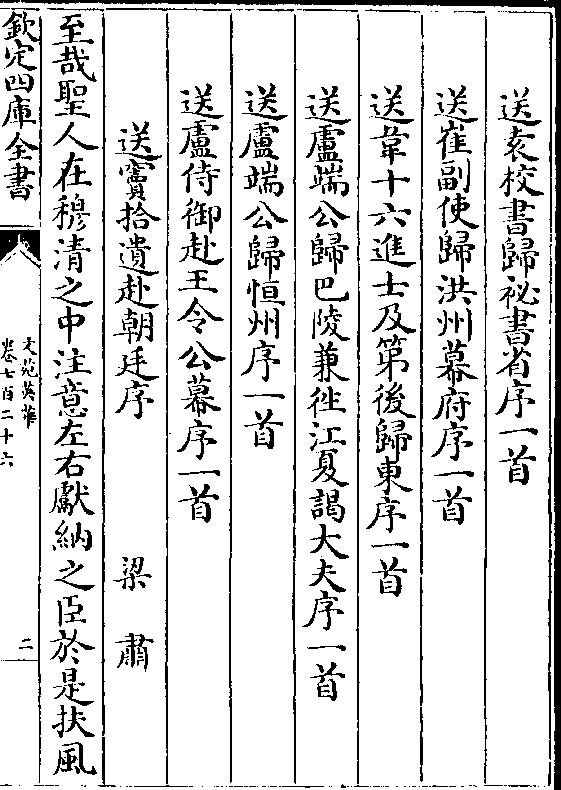 送袁校書歸祕書省序一首
送崔副使歸洪州幕府序一首
送韋十六進士及第後歸東序一首
送盧端公歸巴陵兼徃江夏謁大夫序一首
送盧端公歸恒州序一首
送盧侍御赴王令公幕序一首
送竇拾遺赴朝廷序 梁肅
至哉聖人在穆清之中注意左右獻納之臣於是扶風
欽定四庫全書
文苑英華
卷七百二十六
二